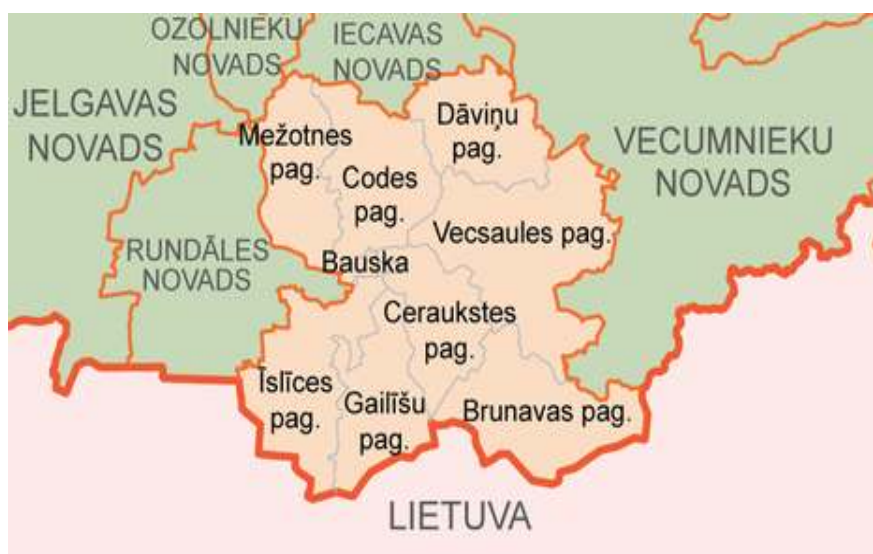 OZOLNIEKU
NOVADS
IECAVAS
NOVADS
JELGAVAS
NOVADS
Mežotnes
pag.
Dāviņu
pag.
VECUMNIEKU
NOVADS
Codes
pag.
Vecsaules pag.
RUNDĀLES
NOVADS
Bauska
Ceraukstes
pag.
Īslīces
pag.
Gailīšu
pag.
Brunavas pag.
LIETUVA